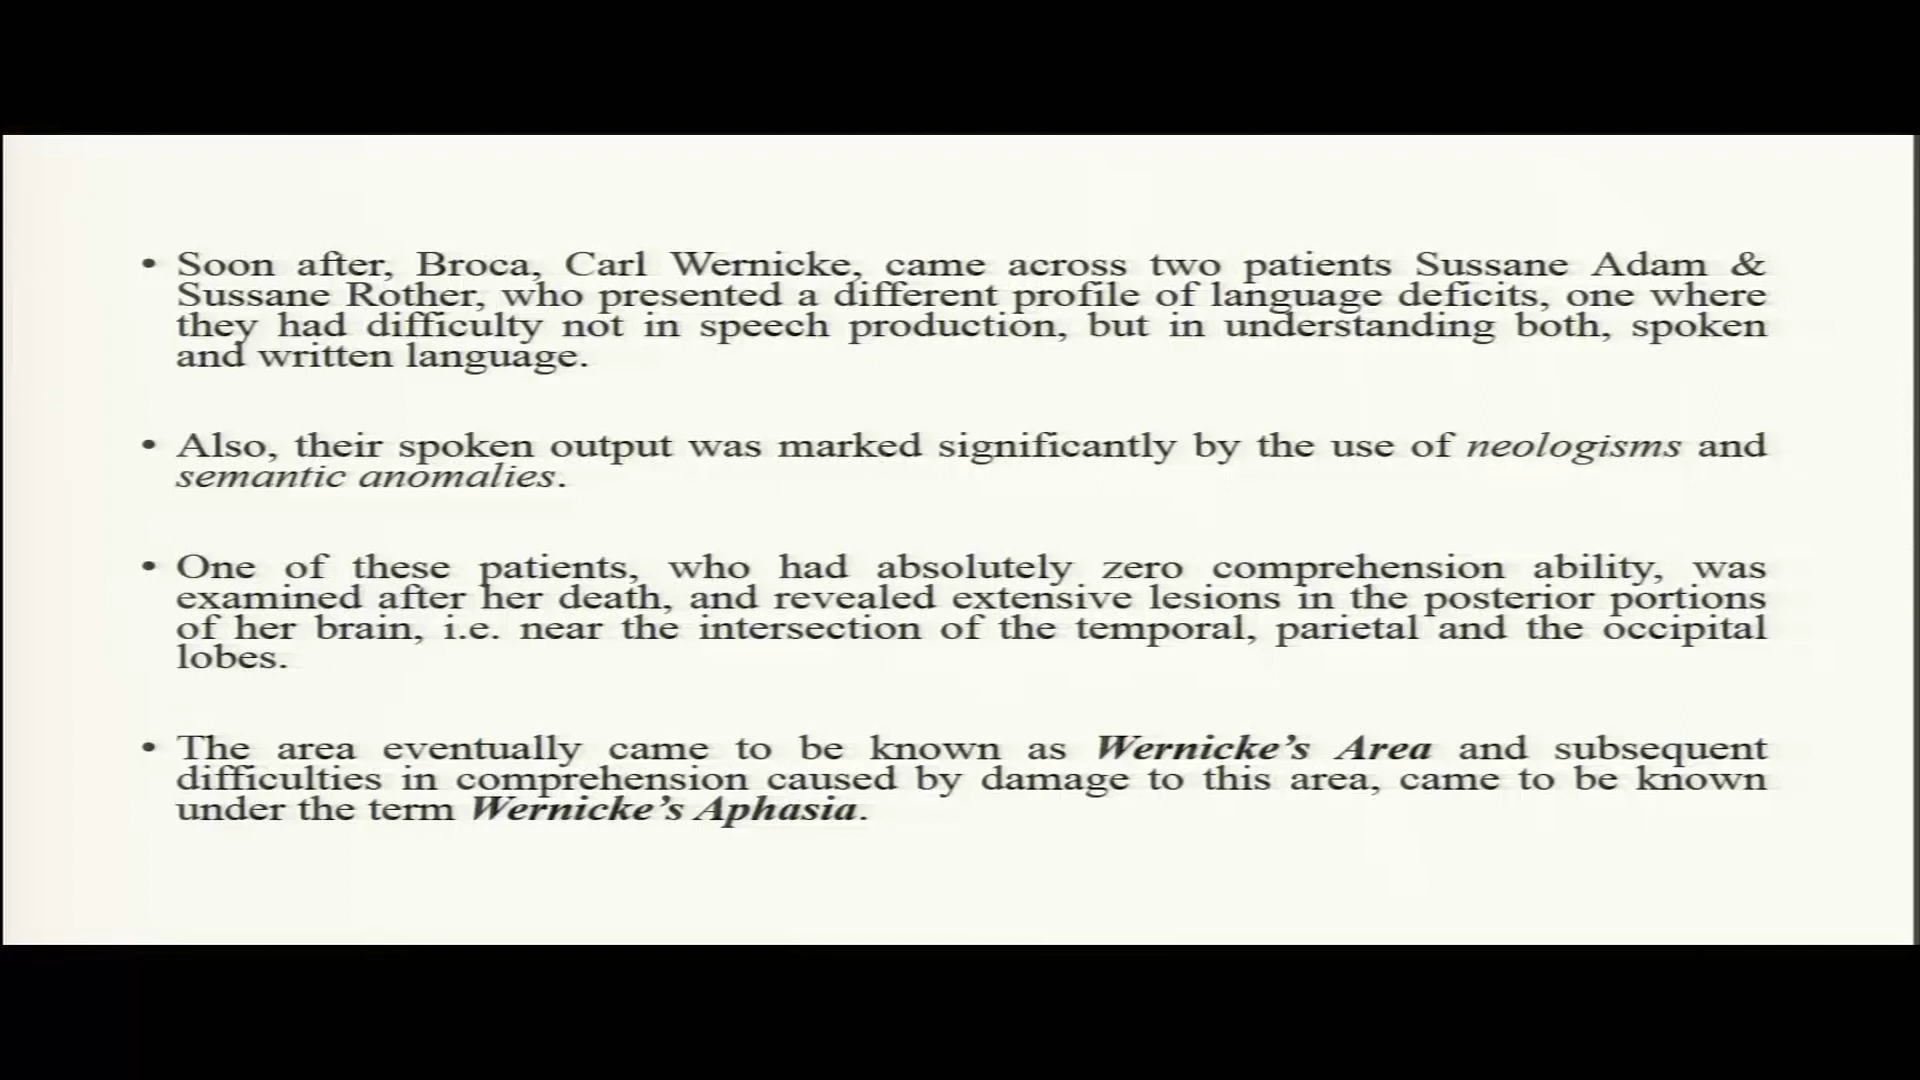 • Soon after, Broca, Carl Wernicke, came across two patients Sussane Adam &
Sussane Rother, who presented a different profile of language deficits, one where
they had difficulty not in speech production, but in understanding both, spoken
and written language.
• Also, their spoken output was marked significantly by the use of neologisms and
semantic anomalies.
• One of these patients, who had absolutely zero comprehension ability, was
examined after her death, and revealed extensive lesions in the posterior portions
of her brain, i.e. near the intersection of the temporal, parietal and the occipital
lobes.
• The area eventually came to be known as Wernicke’s Area and subsequent
difficulties in comprehension caused by damage to this area, came to be known
under the term Wernicke’s Aphasia.